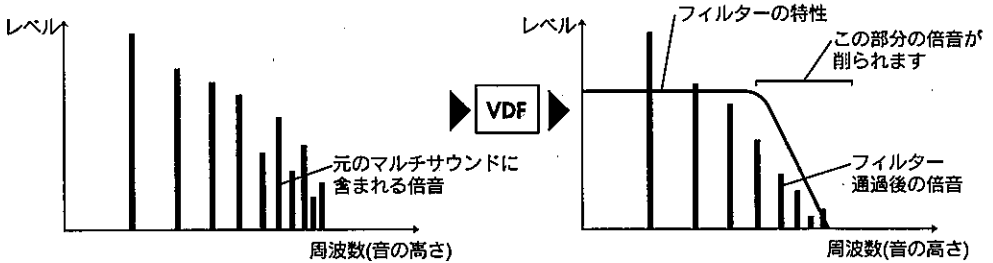 レベル
元のマルチサウンドに
含まれる倍音
周波数(音の高さ)
VDF
レベル
フィルターの特性
この部分の倍音が
削られます
フィルター
通過後の倍音
周波数(音の高さ)